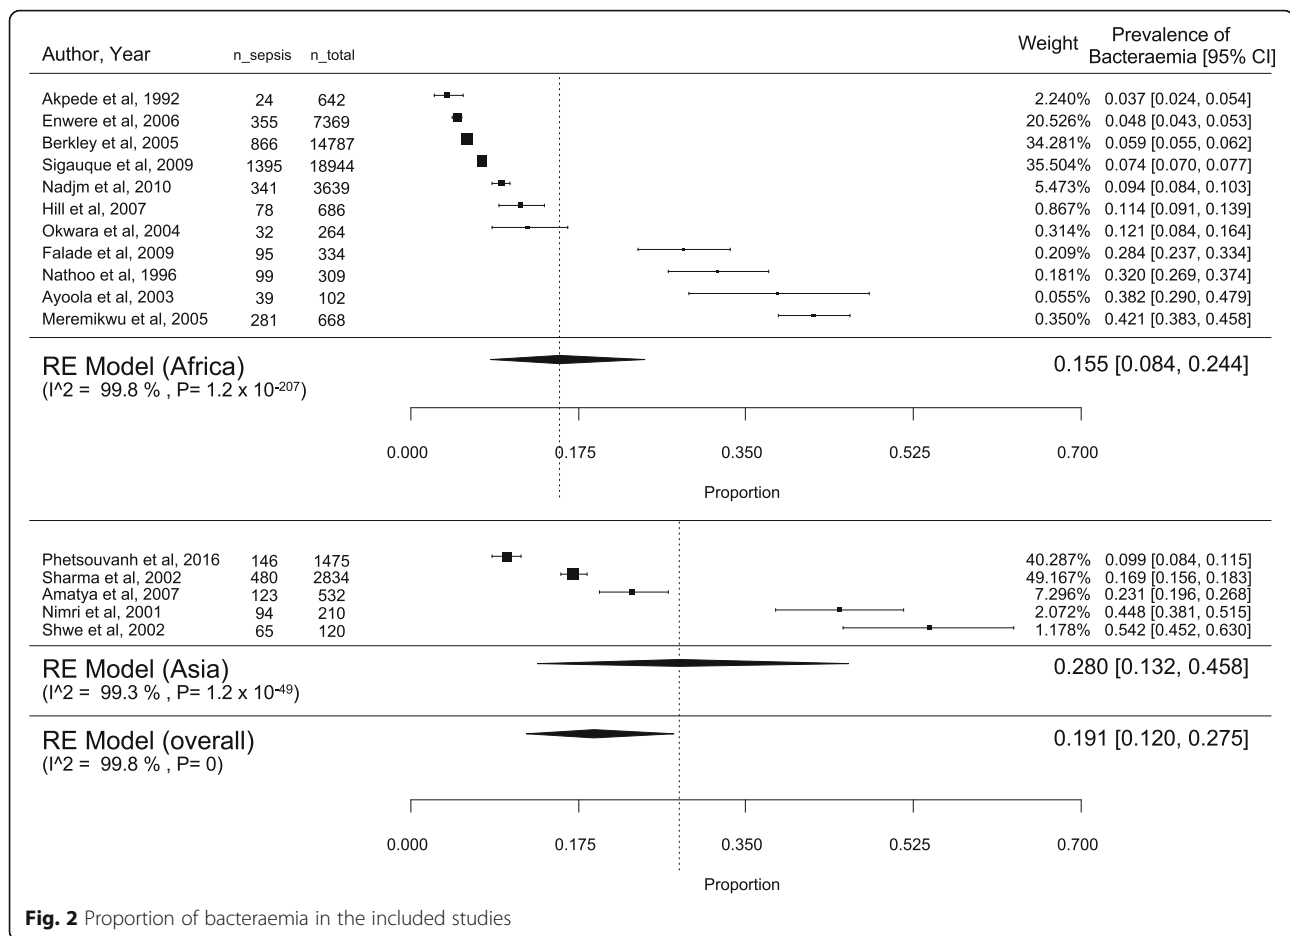 Author, Year n_sepsis n_total Weight Prevalence of Bacteraemia [95% CI]
Akpede et al, 1992 24 642 2.240% 0.037 [0.024, 0.054]
Enwere et al, 2006 355 7369 20.526% 0.048 [0.043, 0.053]
Berkley et al, 2005 866 14787 34.281% 0.059 [0.055, 0.062]
Sigauque et al, 2009 1395 18944 35.504% 0.074 [0.070, 0.077]
Nadjm et al, 2010 341 3639 5.473% 0.094 [0.084, 0.103]
Hill et al, 2007 78 686 0.867% 0.114 [0.091, 0.139]
Okwara et al, 2004 32 264 0.314% 0.121 [0.084, 0.164]
Falade et al, 2009 95 334 0.209% 0.284 [0.237, 0.334]
Nathoo et al, 1996 99 309 0.181% 0.320 [0.269, 0.374]
Ayoola et al, 2003 39 102 0.055% 0.382 [0.290, 0.479]
Meremikwu et al, 2005 281 668 0.350% 0.421 [0.383, 0.458]
RE Model (Africa) 0.155 [0.084, 0.244]
(I^2 = 99.8 % , P= 1.2 x 10-207)
0.000 0.175 0.350 0.525 0.700
Proportion
Phetsouvanh et al, 2016 146 1475 40.287% 0.099 [0.084, 0.115]
Sharma et al, 2002 480 2834 49.167% 0.169 [0.156, 0.183]
Amatya et al, 2007 123 532 7.296% 0.231 [0.196, 0.268]
Nimri et al, 2001 94 210 2.072% 0.448 [0.381, 0.515]
Shwe et al, 2002 65 120 1.178% 0.542 [0.452, 0.630]
RE Model (Asia) 0.280 [0.132, 0.458]
(I^2 = 99.3 % , P= 1.2 x 10-49)
RE Model (overall) 0.191 [0.120, 0.275]
(I^2 = 99.8 % , P= 0)
0.000 0.175 0.350 0.525 0.700
Proportion
Fig. 2 Proportion of bacteraemia in the included studies